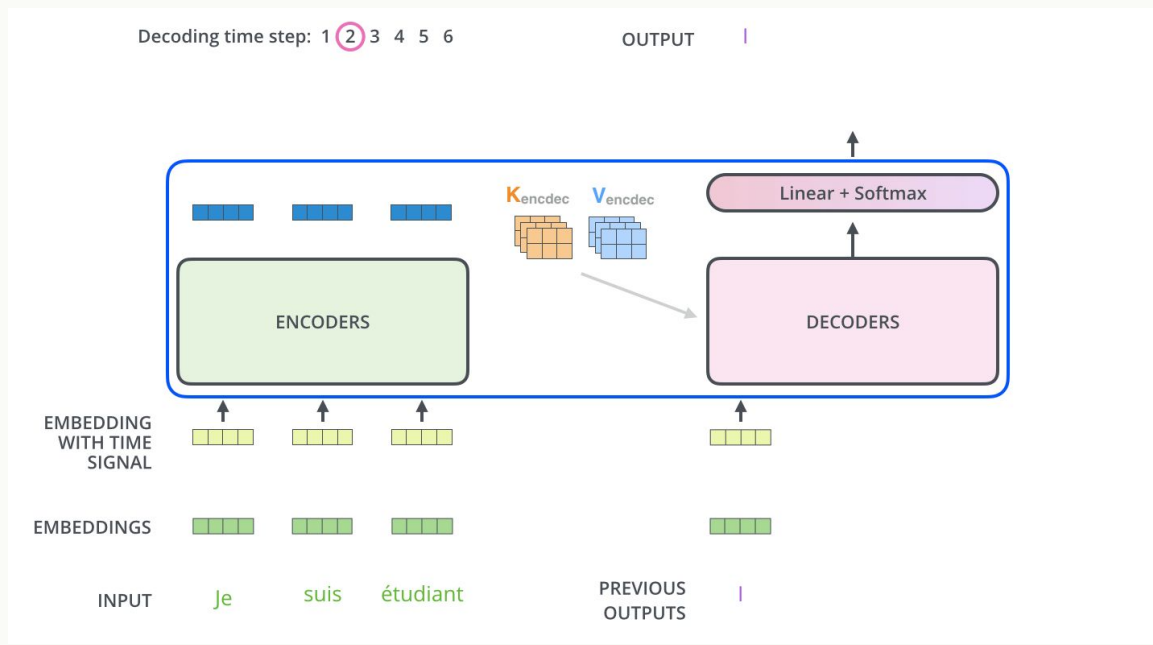 Decoding time step: 1 2 3 4 5 6
OUTPUT I
Kencdec Vencdec
Linear + Softmax
ENCODERS
DECODERS
EMBEDDING
WITH TIME
SIGNAL
EMBEDDINGS
INPUT Je suis étudiant
PREVIOUS
OUTPUTS I